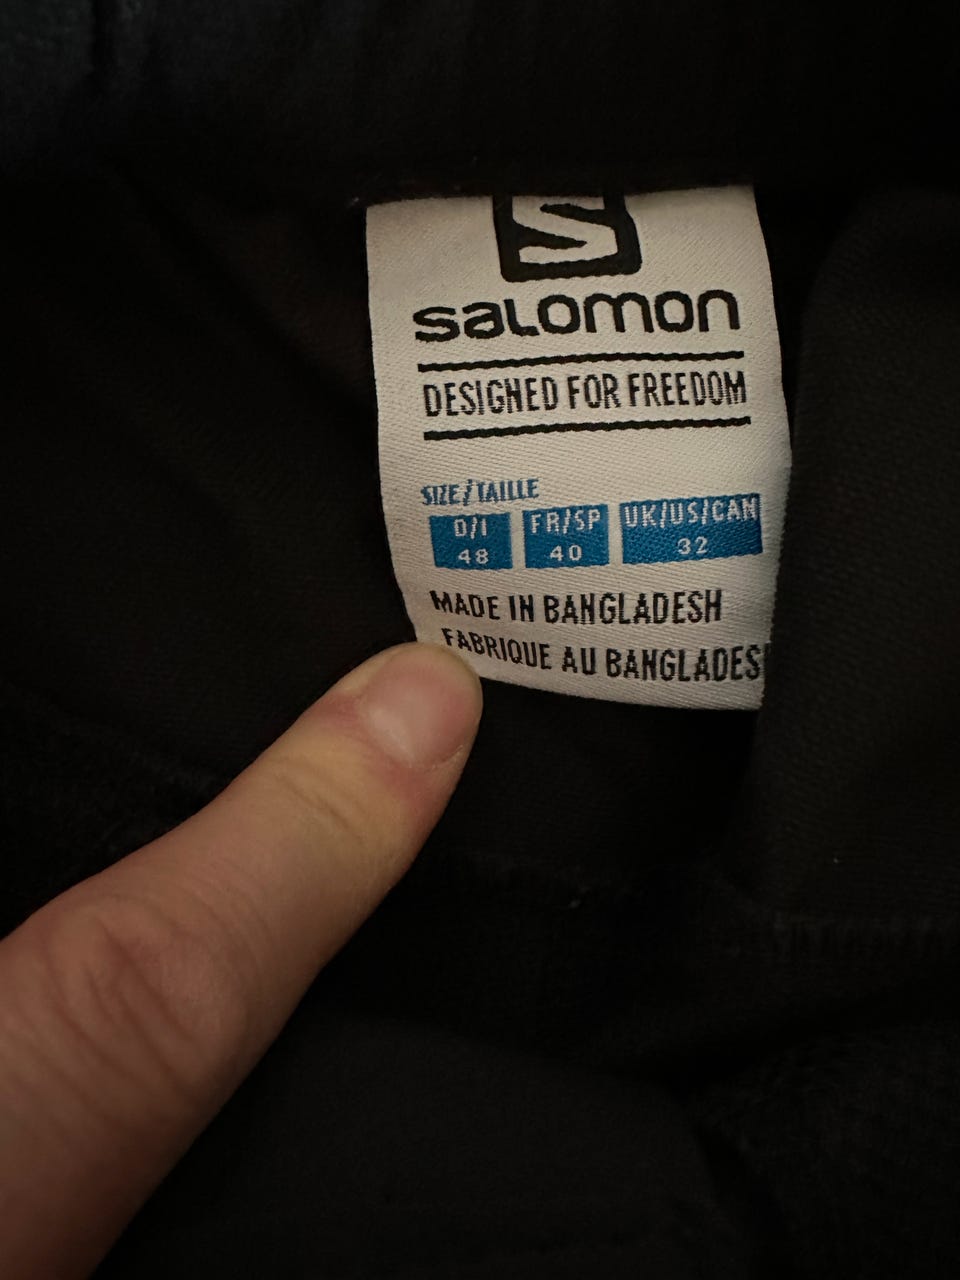 S
salomon
DESIGNED FOR FREEDOM
SIZE/TAILLE
D/I FR/SP UK/US/CAN
48 40 32
MADE IN BANGLADESH
FABRIQUE AU BANGLADES